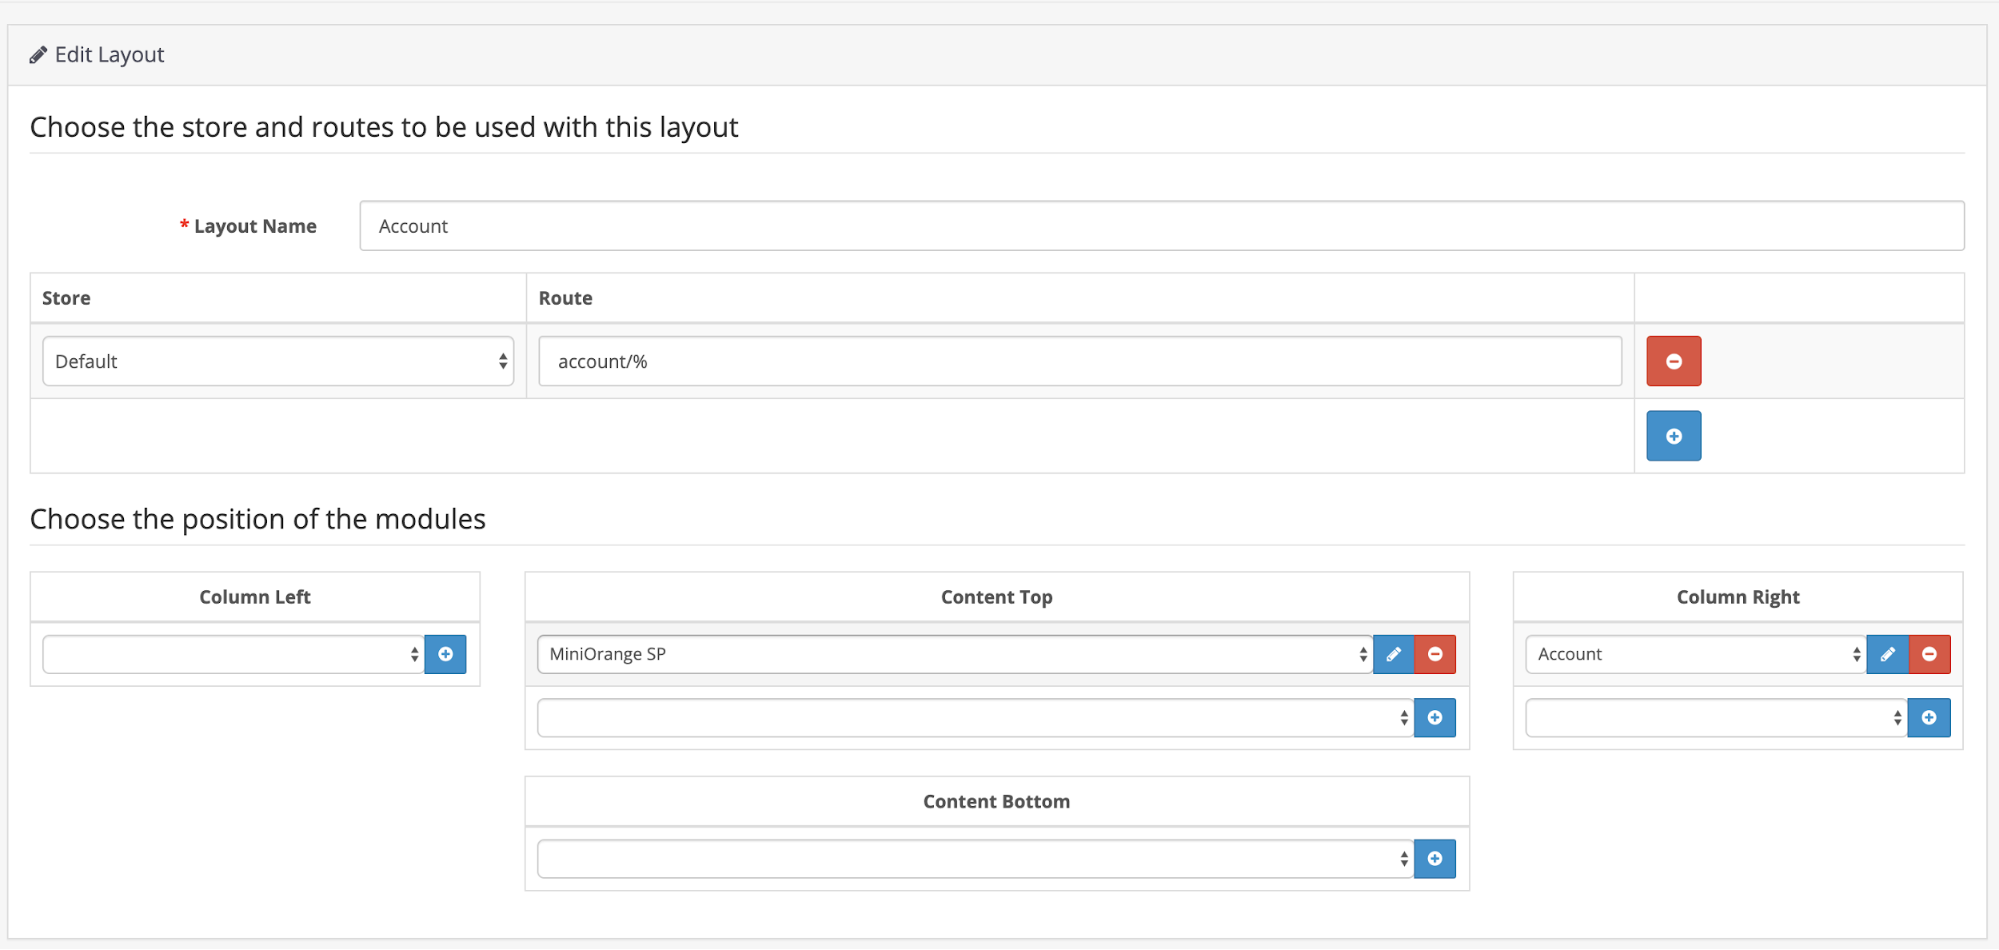 Edit Layout
Choose the store and routes to be used with this layout
* Layout Name
Account
Store Route
Default account/%
Choose the position of the modules
Column Left Content Top Column Right
MiniOrange SP Account
Content Bottom